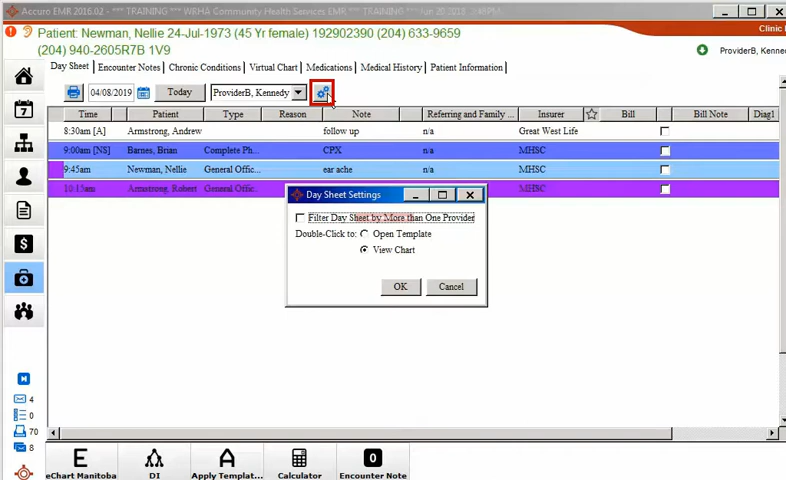 Accuro EMR 2016.02 - *** TRAINING *** WRHA Community Health Services EMR *** TRAINING ***
Patient: Newman, Nellie 24-Jul-1973 (45 Yr female) 192902390 (204) 633-9659
Clinic
(204) 940-2605R7B 1V9
ProviderB, Kenne
Day Sheet Encounter Notes Chronic Conditions Virtual Chart Medications Medical History Patient Information
04/08/2019 Today ProviderB, Kennedy
Time Patient Type Reason Note Referring and Family ... Insurer Bill Bill Note Diag1
8:30am [A] Armstrong, Andrew follow up n/a Great West Life
9:00am [NS] Barnes, Brian Complete Ph... CPX n/a MHSC
9:45am Newman, Nellie General Offic... ear ache n/a MHSC
10:15am Armstrong, Robert General Offic... MHSC
Day Sheet Settings
Filter Day Sheet by More than One Provider
Double-Click to: Open Template
View Chart
OK Cancel
7
$
4
0
70
8
E 0
eChart Manitoba DI Apply Templat... Calculator Encounter Note